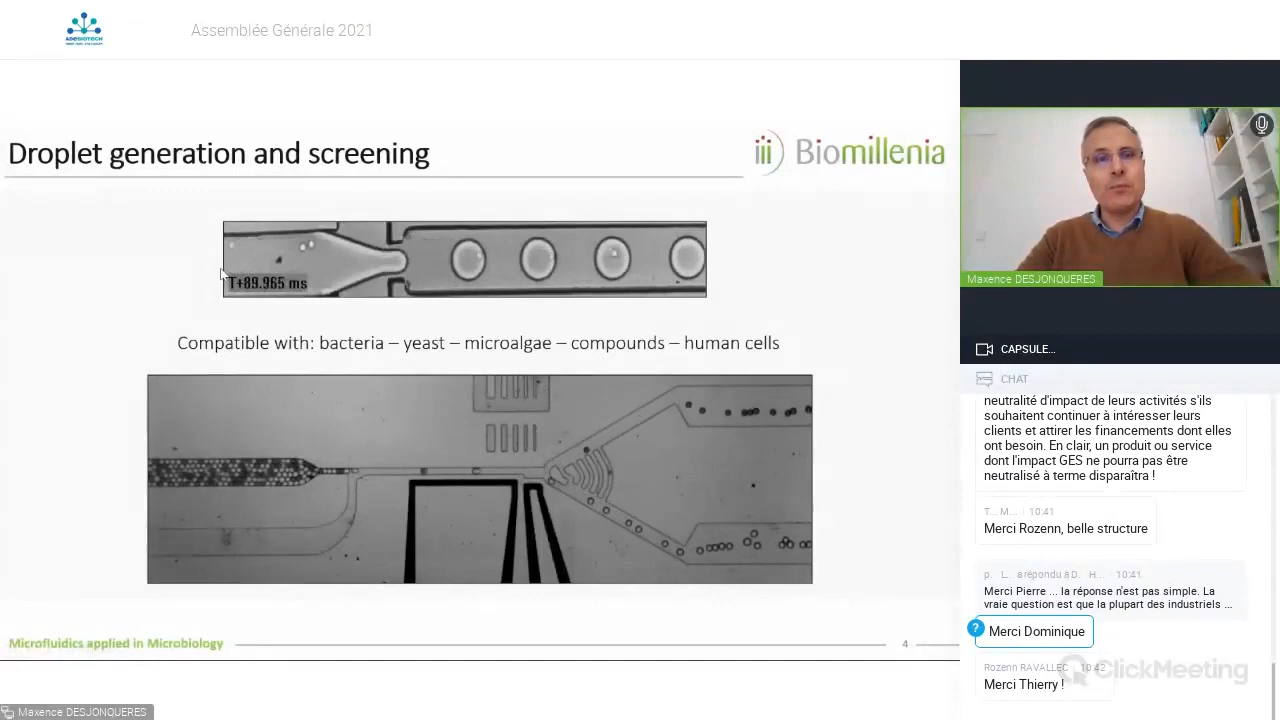 ADEBIOTECH
Assemblée Générale 2021
Droplet generation and screening
Biomillenia
T+89.965 ms
Compatible with: bacteria – yeast – microalgae – compounds – human cells
Microfluidics applied in Microbiology
4
Maxence DESJONQUERES
Maxence DESJONQUERES
CAPSULE...
CHAT
neutralité d'impact de leurs activités s'ils
souhaitent continuer à intéresser leurs
clients et attirer les financements dont elles
ont besoin. En clair, un produit ou service
dont l'impact GES ne pourra pas être
neutralisé à terme disparaîtra !
T... M... 10:41
Merci Rozenn, belle structure
p. L... a répondu à D. H... 10:41
Merci Pierre ... la réponse n'est pas simple. La
vraie question est que la plupart des industriels ...
? Merci Dominique
Rozenn RAVALLEC 10:42
Merci Thierry !
ClickMeeting